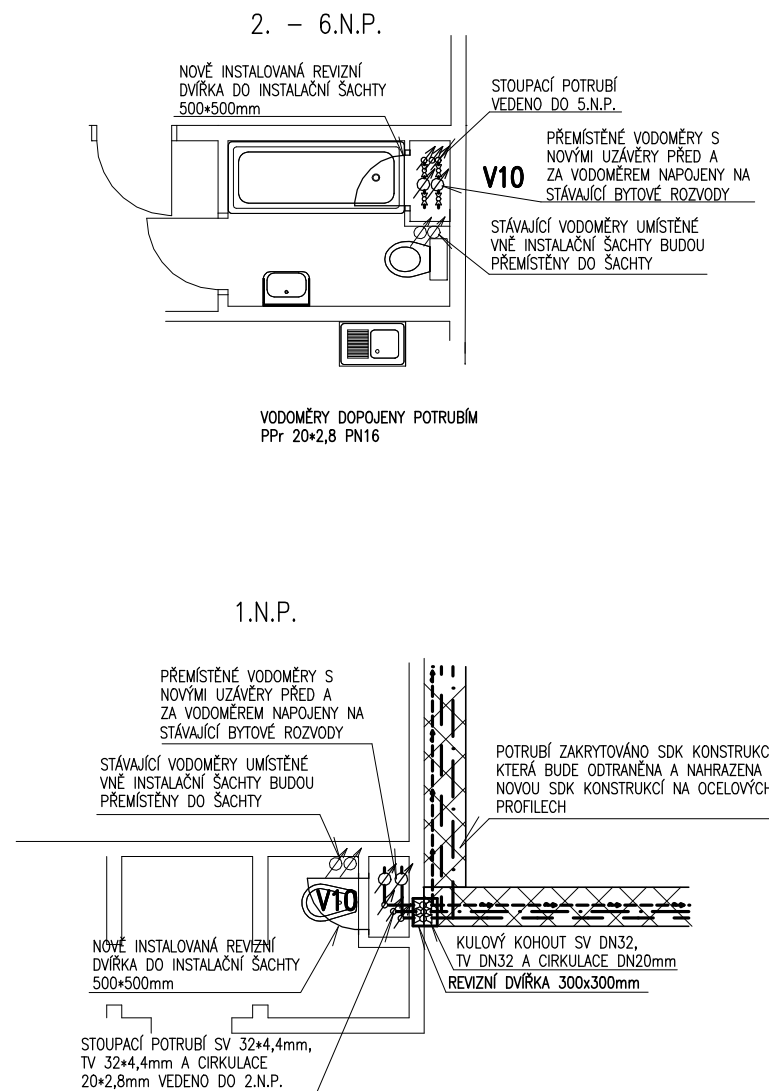 2. – 6.N.P.
NOVĚ INSTALOVANÁ REVIZNÍ
DVÍŘKA DO INSTALAČNÍ ŠACHTY
500*500mm
STOUPACÍ POTRUBÍ
VEDENO DO 5.N.P.
PŘEMÍSTĚNÉ VODOMĚRY S
NOVÝMI UZÁVĚRY PŘED A
ZA VODOMĚREM NAPOJENY NA
STÁVAJÍCÍ BYTOVÉ ROZVODY
V10
STÁVAJÍCÍ VODOMĚRY UMÍSTĚNÉ
VNĚ INSTALAČNÍ ŠACHTY BUDOU
PŘEMÍSTĚNY DO ŠACHTY
VODOMĚRY DOPOJENY POTRUBÍM
PPr 20*2,8 PN16
1.N.P.
PŘEMÍSTĚNÉ VODOMĚRY S
NOVÝMI UZÁVĚRY PŘED A
ZA VODOMĚREM NAPOJENY NA
STÁVAJÍCÍ BYTOVÉ ROZVODY
STÁVAJÍCÍ VODOMĚRY UMÍSTĚNÉ
VNĚ INSTALAČNÍ ŠACHTY BUDOU
PŘEMÍSTĚNY DO ŠACHTY
POTRUBÍ ZAKRYTOVÁNO SDK KONSTRUKC
KTERÁ BUDE ODTRANĚNA A NAHRAZENA
NOVOU SDK KONSTRUKCÍ NA OCELOVÝCH
PROFILECH
V10
NOVĚ INSTALOVANÁ REVIZNÍ
DVÍŘKA DO INSTALAČNÍ ŠACHTY
500*500mm
KULOVÝ KOHOUT SV DN32,
TV DN32 A CIRKULACE DN20mm
REVIZNÍ DVÍŘKA 300x300mm
STOUPACÍ POTRUBÍ SV 32*4,4mm,
TV 32*4,4mm A CIRKULACE
20*2,8mm VEDENO DO 2.N.P.